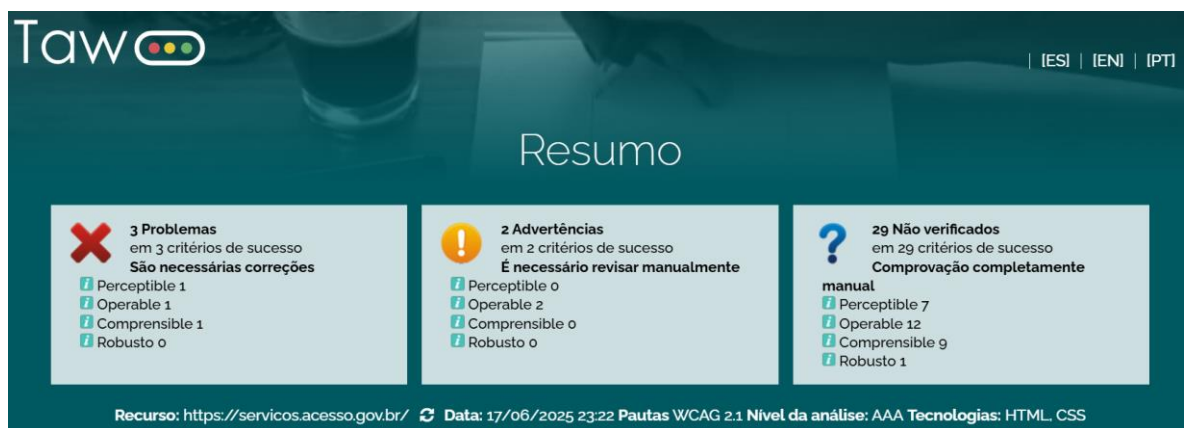 Taw
| [ES] | [EN] | [PT]
Resumo
3 Problemas
em 3 critérios de sucesso
São necessárias correções
Perceptible 1
Operable 1
Comprensible 1
Robusto 0
2 Advertências
em 2 critérios de sucesso
É necessário revisar manualmente
Perceptible 0
Operable 2
Comprensible 0
Robusto 0
29 Não verificados
em 29 critérios de sucesso
Comprovação completamente
manual
Perceptible 7
Operable 12
Comprensible 9
Robusto 1
Recurso: https://servicos.acesso.gov.br/ Data: 17/06/2025 23:22 Pautas WCAG 2.1 Nível da análise: AAA Tecnologias: HTML, CSS